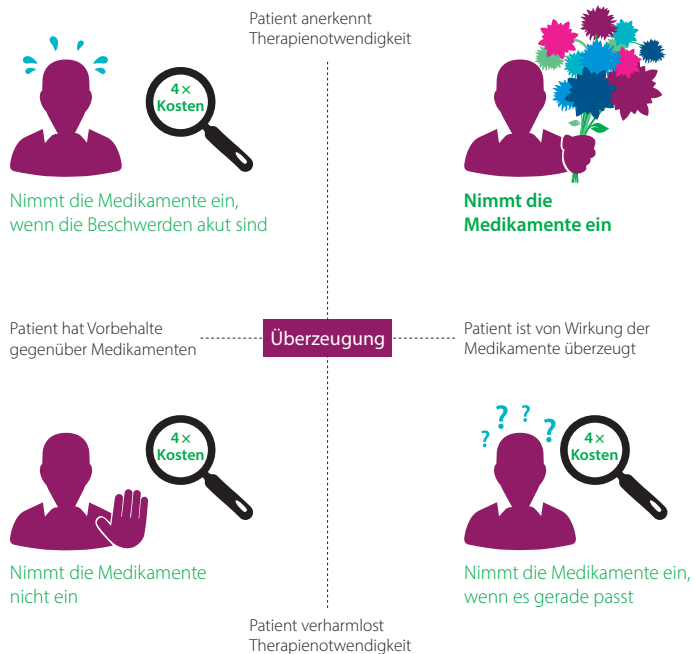 Patient anerkennt
Therapienotwendigkeit
4 ×
Kosten
Nimmt die Medikamente ein,
wenn die Beschwerden akut sind
Nimmt die
Medikamente ein
Patient hat Vorbehalte
gegenüber Medikamenten
Überzeugung
Patient ist von Wirkung der
Medikamente überzeugt
4 ×
Kosten
Nimmt die Medikamente
nicht ein
? ? ? ?
4 ×
Kosten
Nimmt die Medikamente ein,
wenn es gerade passt
Patient verharmlost
Therapienotwendigkeit